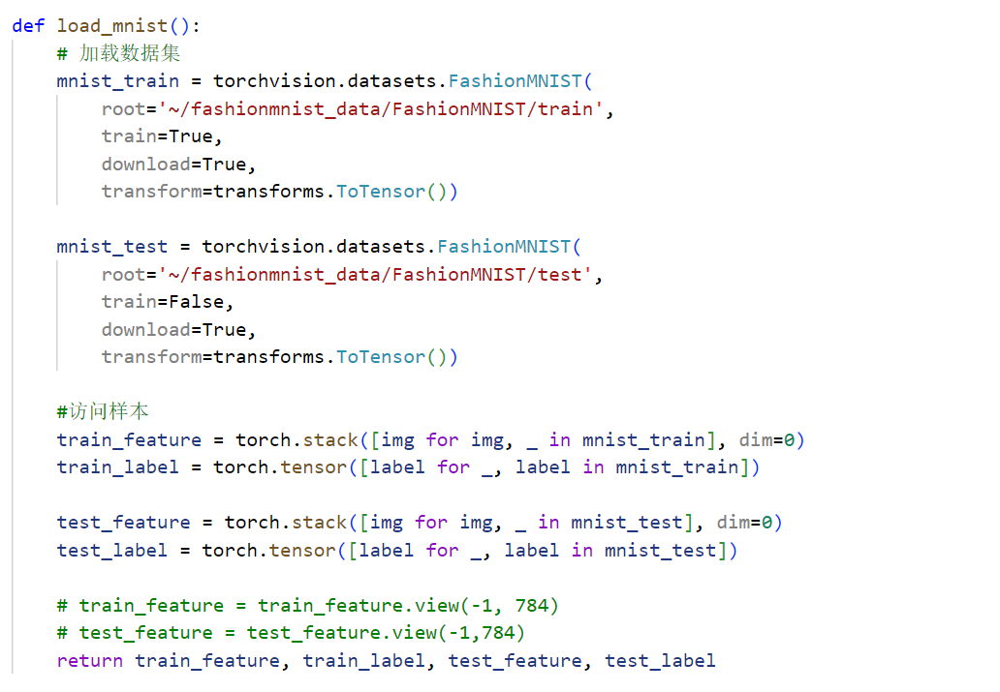 def load_mnist():
    # 加载数据集
    mnist_train = torchvision.datasets.FashionMNIST(
        root='~/fashionmnist_data/FashionMNIST/train',
        train=True,
        download=True,
        transform=transforms.ToTensor())

    mnist_test = torchvision.datasets.FashionMNIST(
        root='~/fashionmnist_data/FashionMNIST/test',
        train=False,
        download=True,
        transform=transforms.ToTensor())

    #访问样本
    train_feature = torch.stack([img for img, _ in mnist_train], dim=0)
    train_label = torch.tensor([label for _, label in mnist_train])

    test_feature = torch.stack([img for img, _ in mnist_test], dim=0)
    test_label = torch.tensor([label for _, label in mnist_test])

    # train_feature = train_feature.view(-1, 784)
    # test_feature = test_feature.view(-1,784)
    return train_feature, train_label, test_feature, test_label